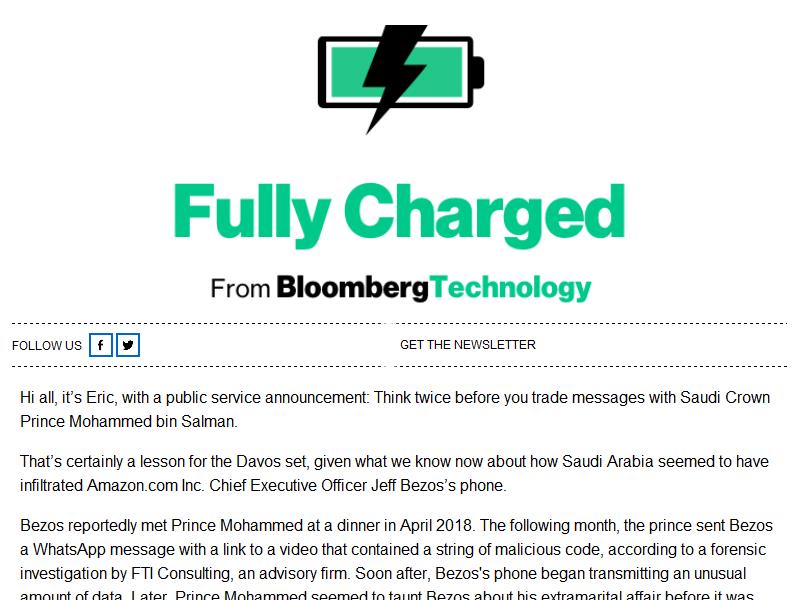 Fully Charged
From BloombergTechnology
FOLLOW US
GET THE NEWSLETTER
Hi all, it’s Eric, with a public service announcement: Think twice before you trade messages with Saudi Crown
Prince Mohammed bin Salman.
That’s certainly a lesson for the Davos set, given what we know now about how Saudi Arabia seemed to have
infiltrated Amazon.com Inc. Chief Executive Officer Jeff Bezos’s phone.
Bezos reportedly met Prince Mohammed at a dinner in April 2018. The following month, the prince sent Bezos
a WhatsApp message with a link to a video that contained a string of malicious code, according to a forensic
investigation by FTI Consulting, an advisory firm. Soon after, Bezos's phone began transmitting an unusual
amount of data. Later, Prince Mohammed seemed to taunt Bezos about his extramarital affair before it was